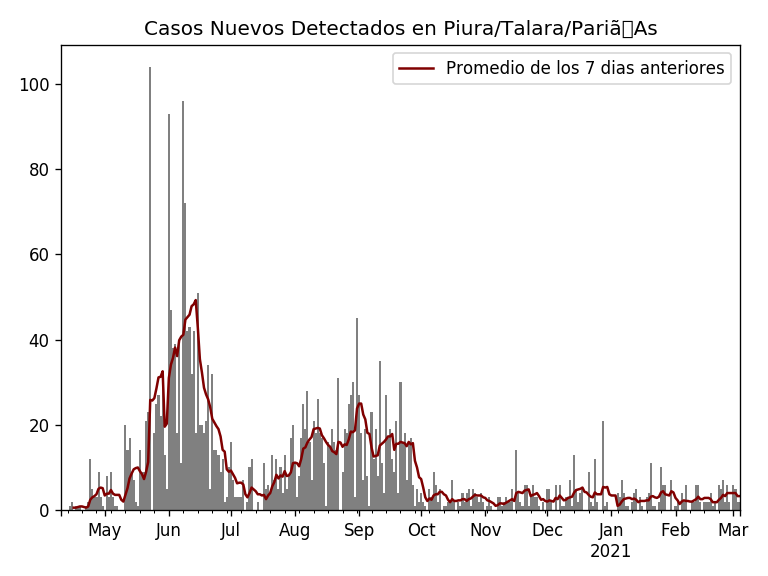 Casos Nuevos Detectados en Piura/Talara/Pariã▯As
Promedio de los 7 dias anteriores
100
80
60
40
20
0
May Jun Jul Aug Sep Oct Nov Dec Jan Feb Mar
2021